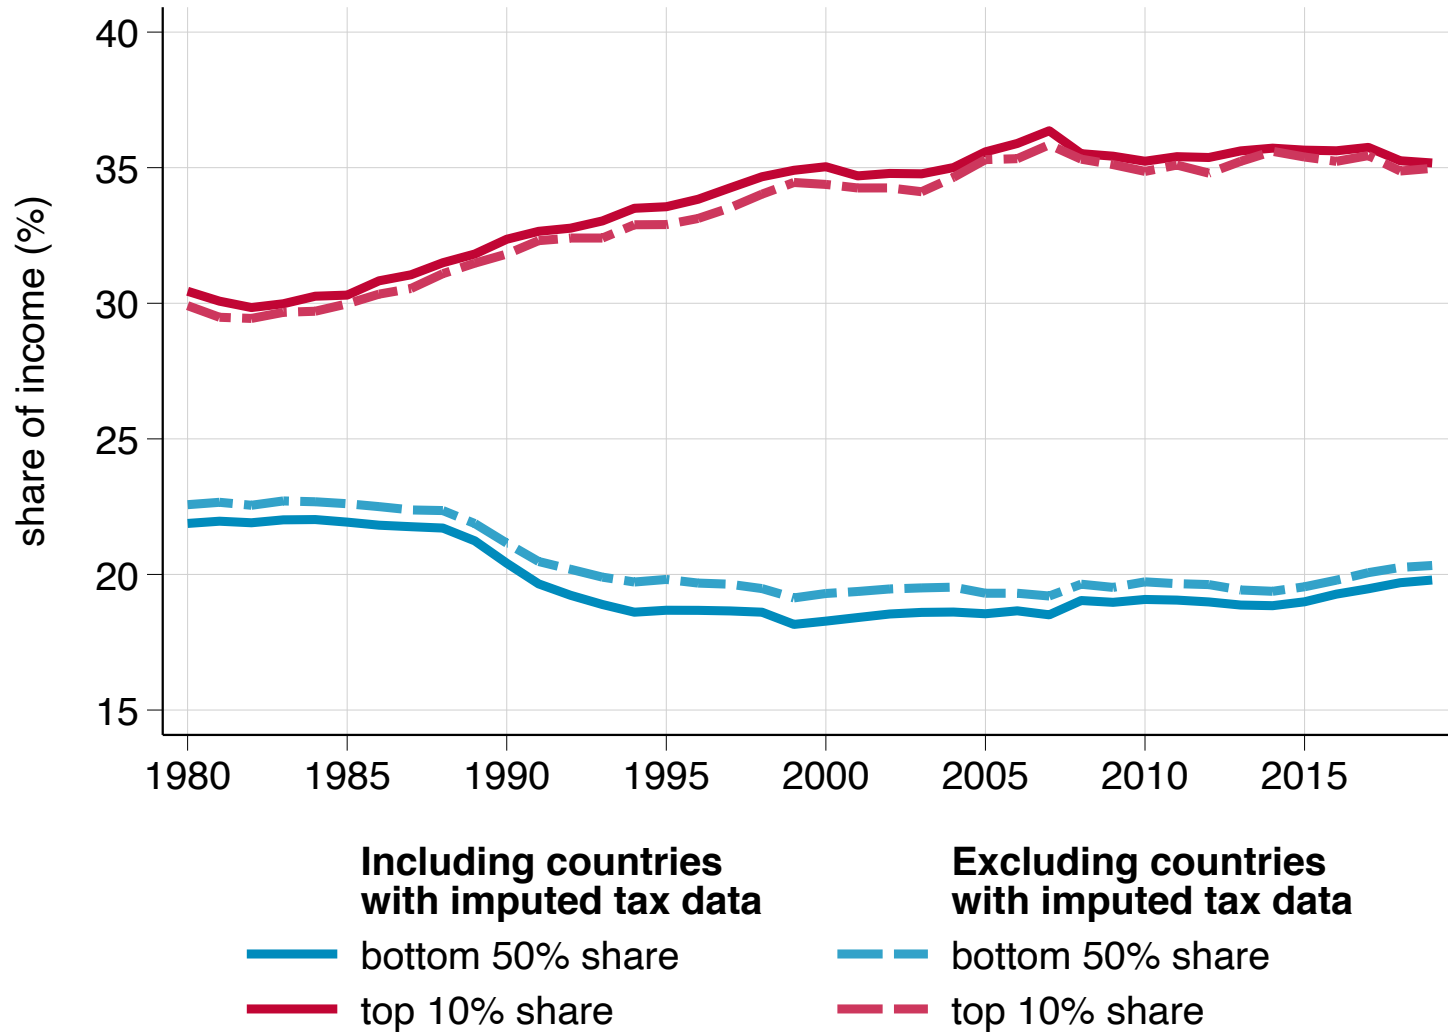 share of income (%)
40
35
30
25
20
15
1980 1985 1990 1995 2000 2005 2010 2015
Including countries
with imputed tax data
bottom 50% share
top 10% share
Excluding countries
with imputed tax data
bottom 50% share
top 10% share